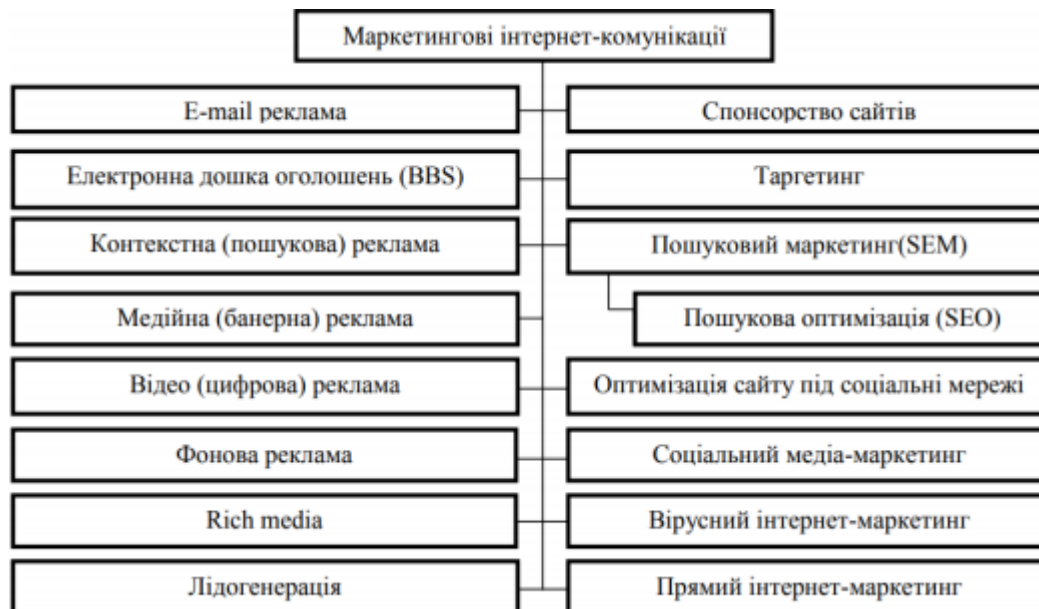 Маркетингові інтернет-комунікації
E-mail реклама
Спонсорство сайтів
Електронна дошка оголошень (BBS)
Таргетинг
Контекстна (пошукова) реклама
Пошуковий маркетинг(SEM)
Медійна (банерна) реклама
Пошукова оптимізація (SEO)
Відео (цифрова) реклама
Оптимізація сайту під соціальні мережі
Фонова реклама
Соціальний медіа-маркетинг
Rich media
Вірусний інтернет-маркетинг
Лідогенерація
Прямий інтернет-маркетинг